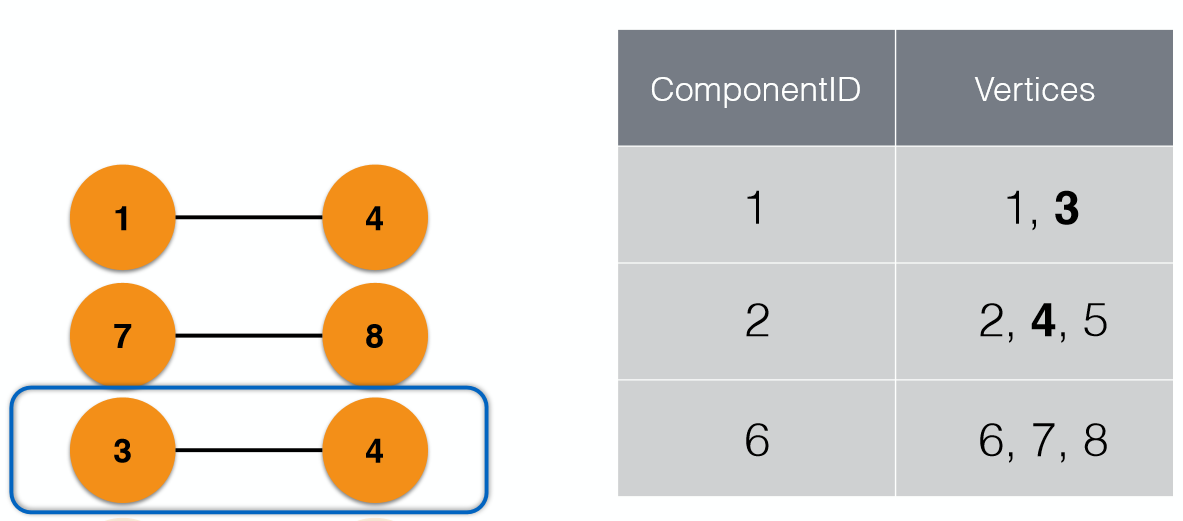 1 4
7 8
3 4
ComponentID Vertices
1 1, 3
2 2, 4, 5
6 6, 7, 8